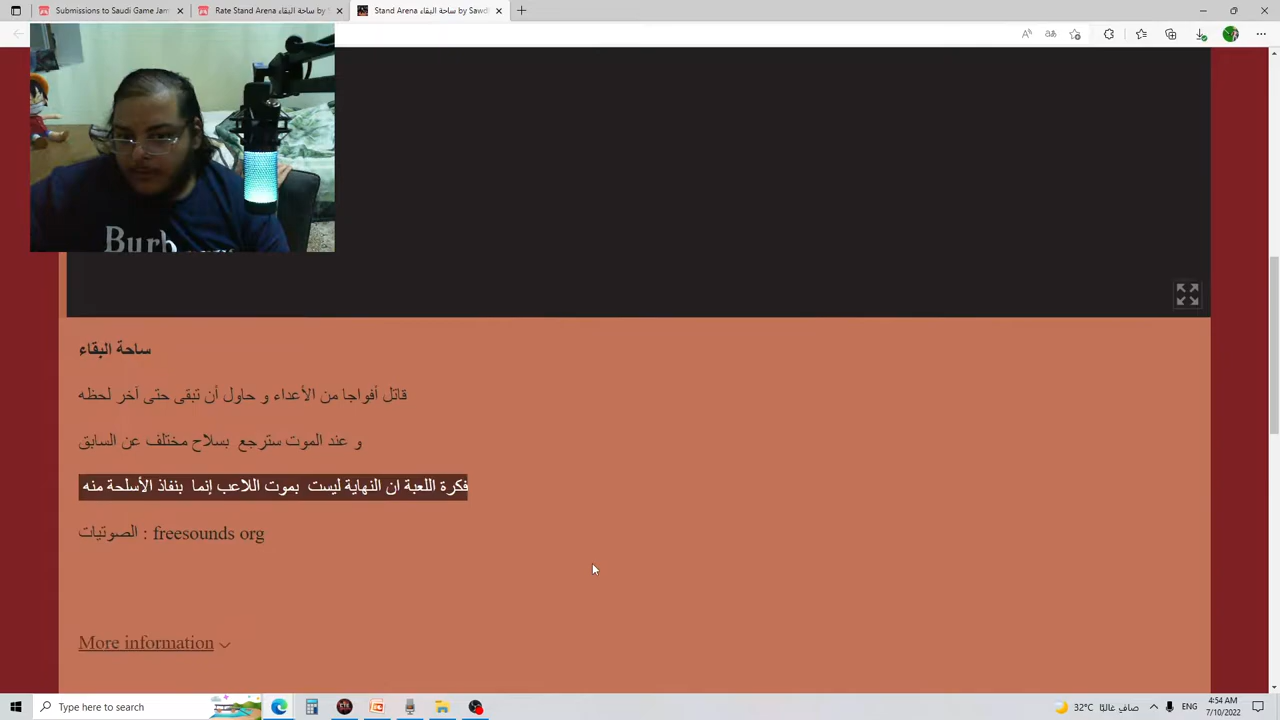 Submissions to Saudi Game Jam
Rate Stand Arena ساحة البقاء by
Stand Arena ساحة البقاء by Sawd
Burb
ساحة البقاء
قاتل أفواجا من الأعداء و حاول أن تبقى حتى آخر لحظه
و عند الموت سترجع بسلاح مختلف عن السابق
فكرة اللعبة ان النهاية ليست بموت اللاعب إنما بنفاذ الأسلحة منه
الصوتيات : freesounds org
More information
Type here to search
32°C صافٍ غالبًا
ENG
4:54 AM
7/10/2022